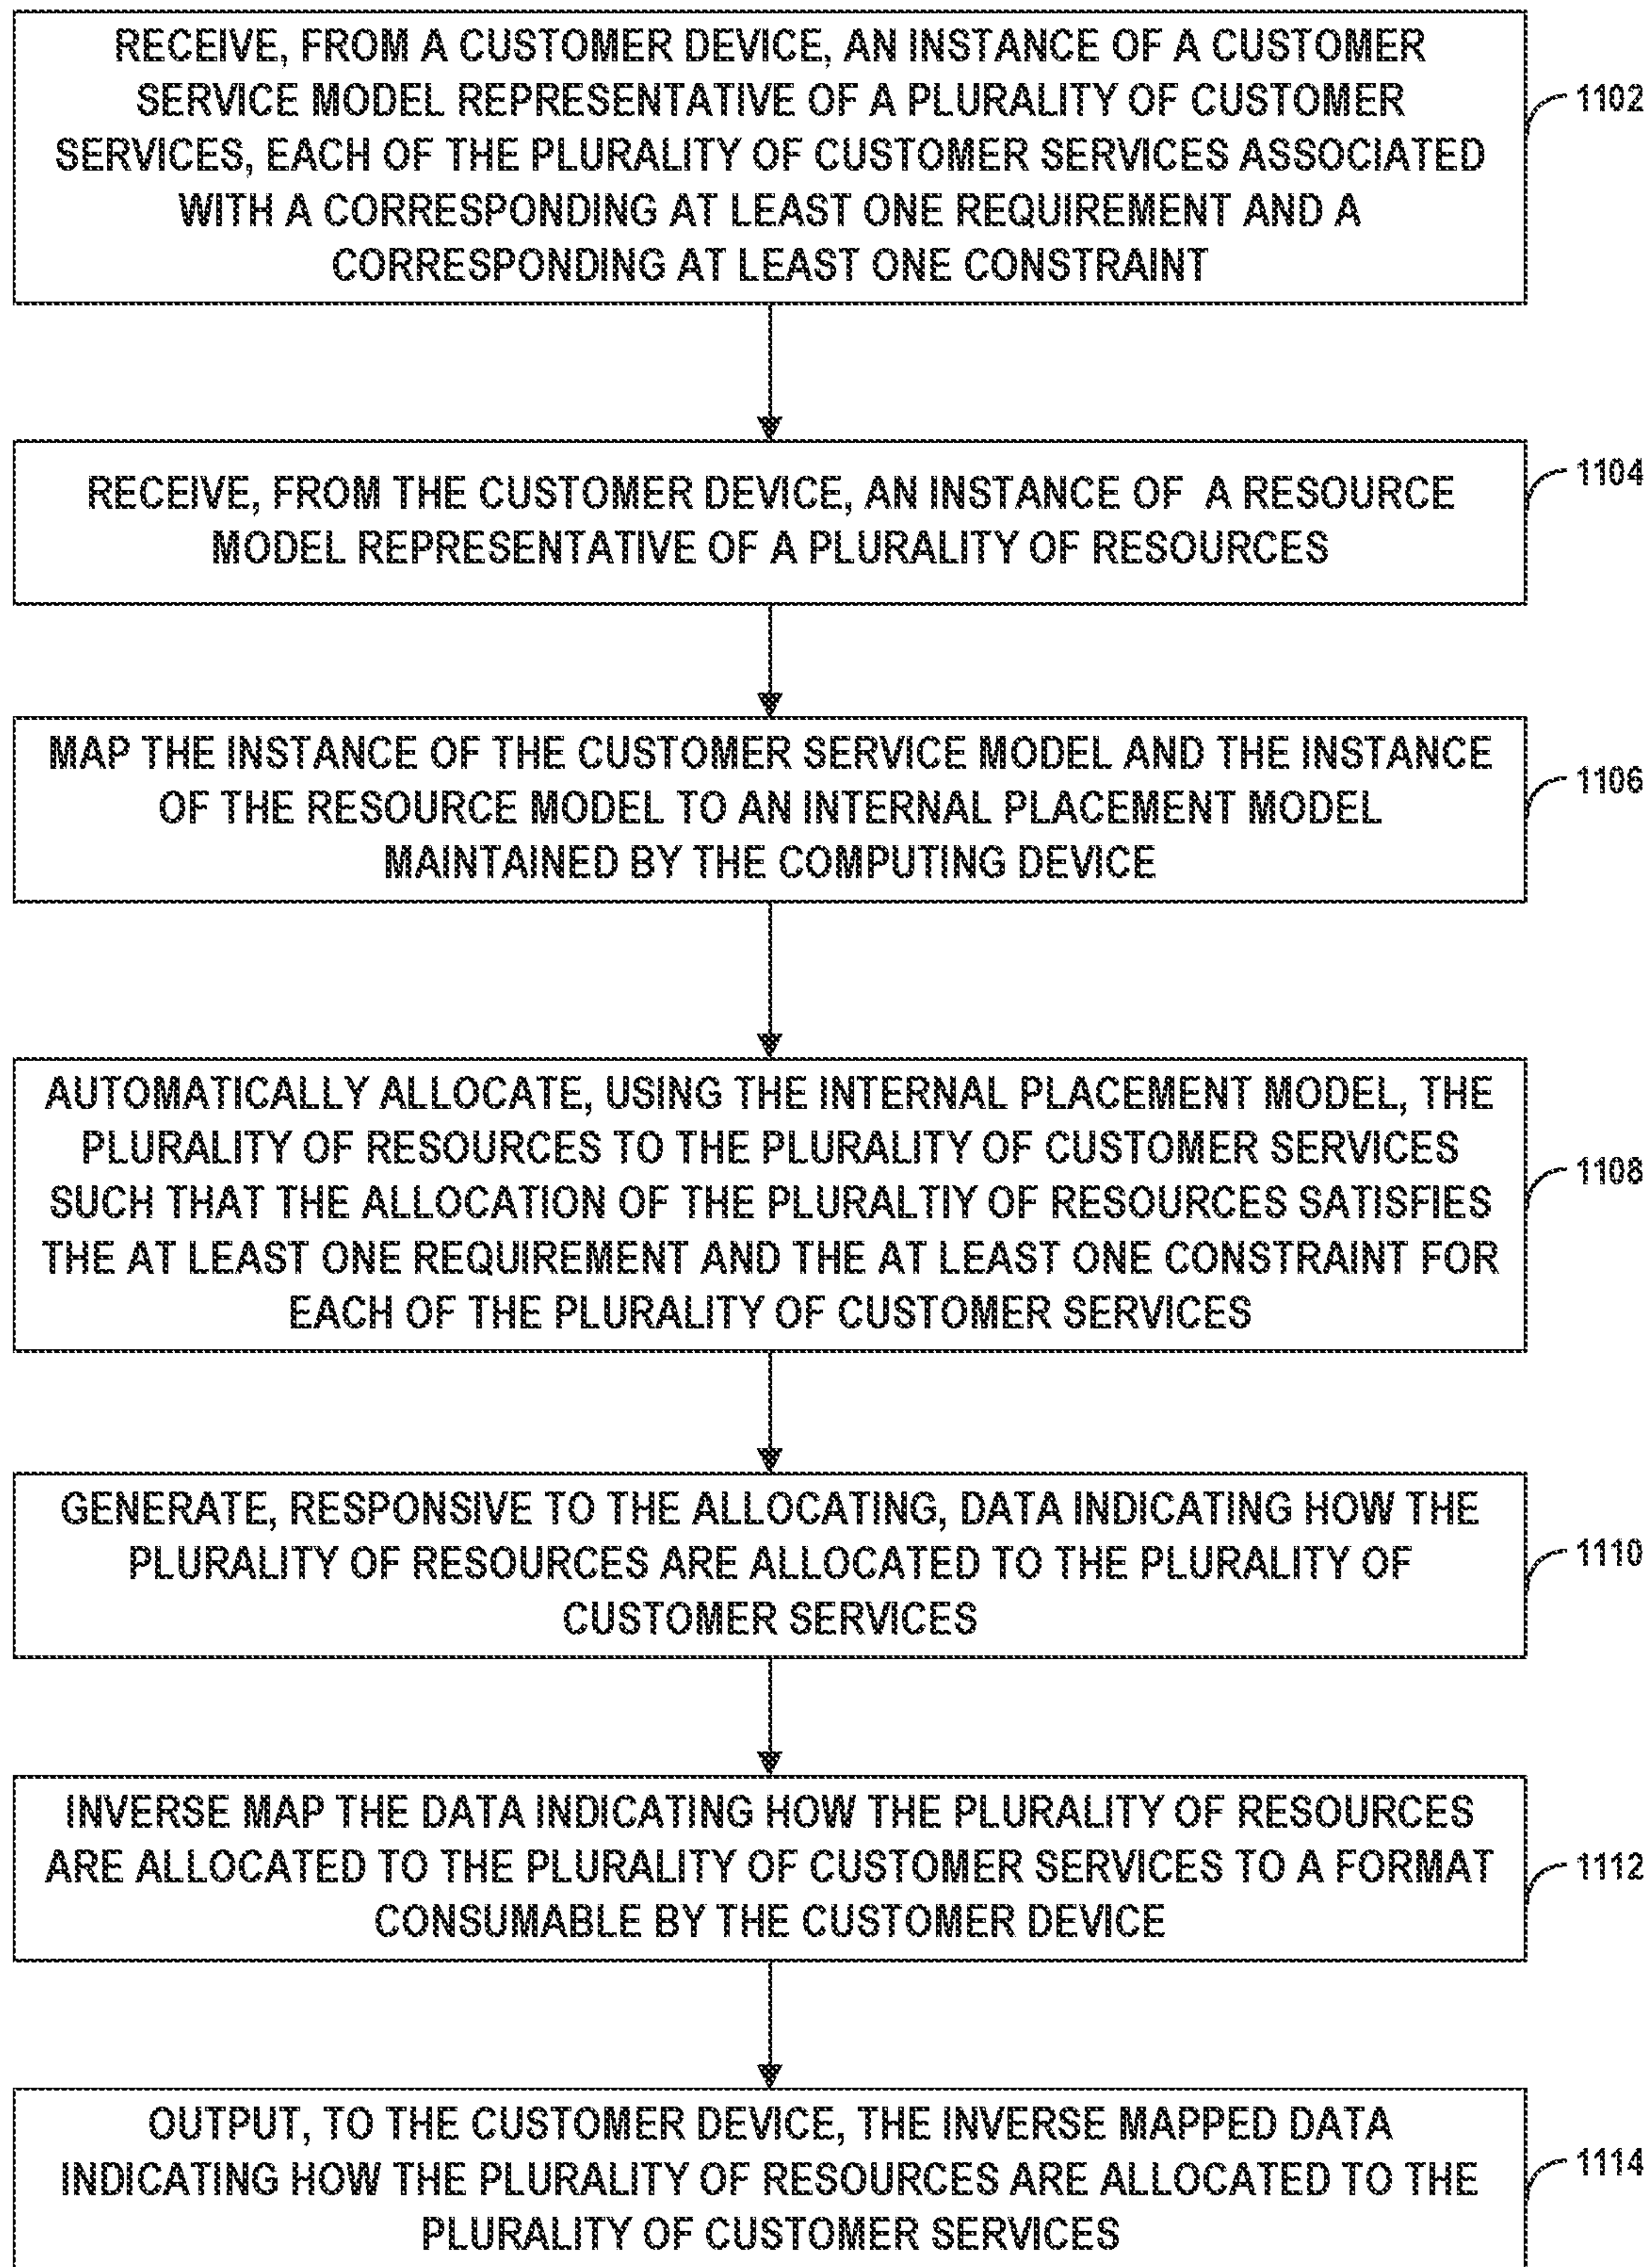 RECEIVE, FROM A CUSTOMER DEVICE, AN INSTANCE OF A CUSTOMER
SERVICE MODEL REPRESENTATIVE OF A PLURALITY OF CUSTOMER
SERVICES, EACH OF THE PLURALITY OF CUSTOMER SERVICES ASSOCIATED
WITH A CORRESPONDING AT LEAST ONE REQUIREMENT AND A
CORRESPONDING AT LEAST ONE CONSTRAINT
1102
RECEIVE, FROM THE CUSTOMER DEVICE, AN INSTANCE OF A RESOURCE
MODEL REPRESENTATIVE OF A PLURALITY OF RESOURCES
1104
MAP THE INSTANCE OF THE CUSTOMER SERVICE MODEL AND THE INSTANCE
OF THE RESOURCE MODEL TO AN INTERNAL PLACEMENT MODEL
MAINTAINED BY THE COMPUTING DEVICE
1106
AUTOMATICALLY ALLOCATE, USING THE INTERNAL PLACEMENT MODEL, THE
PLURALITY OF RESOURCES TO THE PLURALITY OF CUSTOMER SERVICES
SUCH THAT THE ALLOCATION OF THE PLURALTIY OF RESOURCES SATISFIES
THE AT LEAST ONE REQUIREMENT AND THE AT LEAST ONE CONSTRAINT FOR
EACH OF THE PLURALITY OF CUSTOMER SERVICES
1108
GENERATE, RESPONSIVE TO THE ALLOCATING, DATA INDICATING HOW THE
PLURALITY OF RESOURCES ARE ALLOCATED TO THE PLURALITY OF
CUSTOMER SERVICES
1110
INVERSE MAP THE DATA INDICATING HOW THE PLURALITY OF RESOURCES
ARE ALLOCATED TO THE PLURALITY OF CUSTOMER SERVICES TO A FORMAT
CONSUMABLE BY THE CUSTOMER DEVICE
1112
OUTPUT, TO THE CUSTOMER DEVICE, THE INVERSE MAPPED DATA
INDICATING HOW THE PLURALITY OF RESOURCES ARE ALLOCATED TO THE
PLURALITY OF CUSTOMER SERVICES
1114